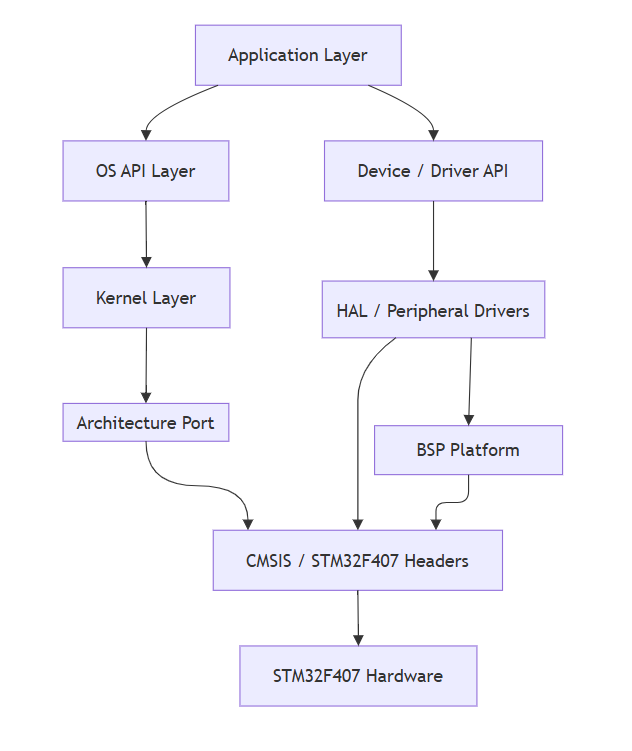 Application Layer
OS API Layer
Device / Driver API
Kernel Layer
HAL / Peripheral Drivers
Architecture Port
BSP Platform
CMSIS / STM32F407 Headers
STM32F407 Hardware